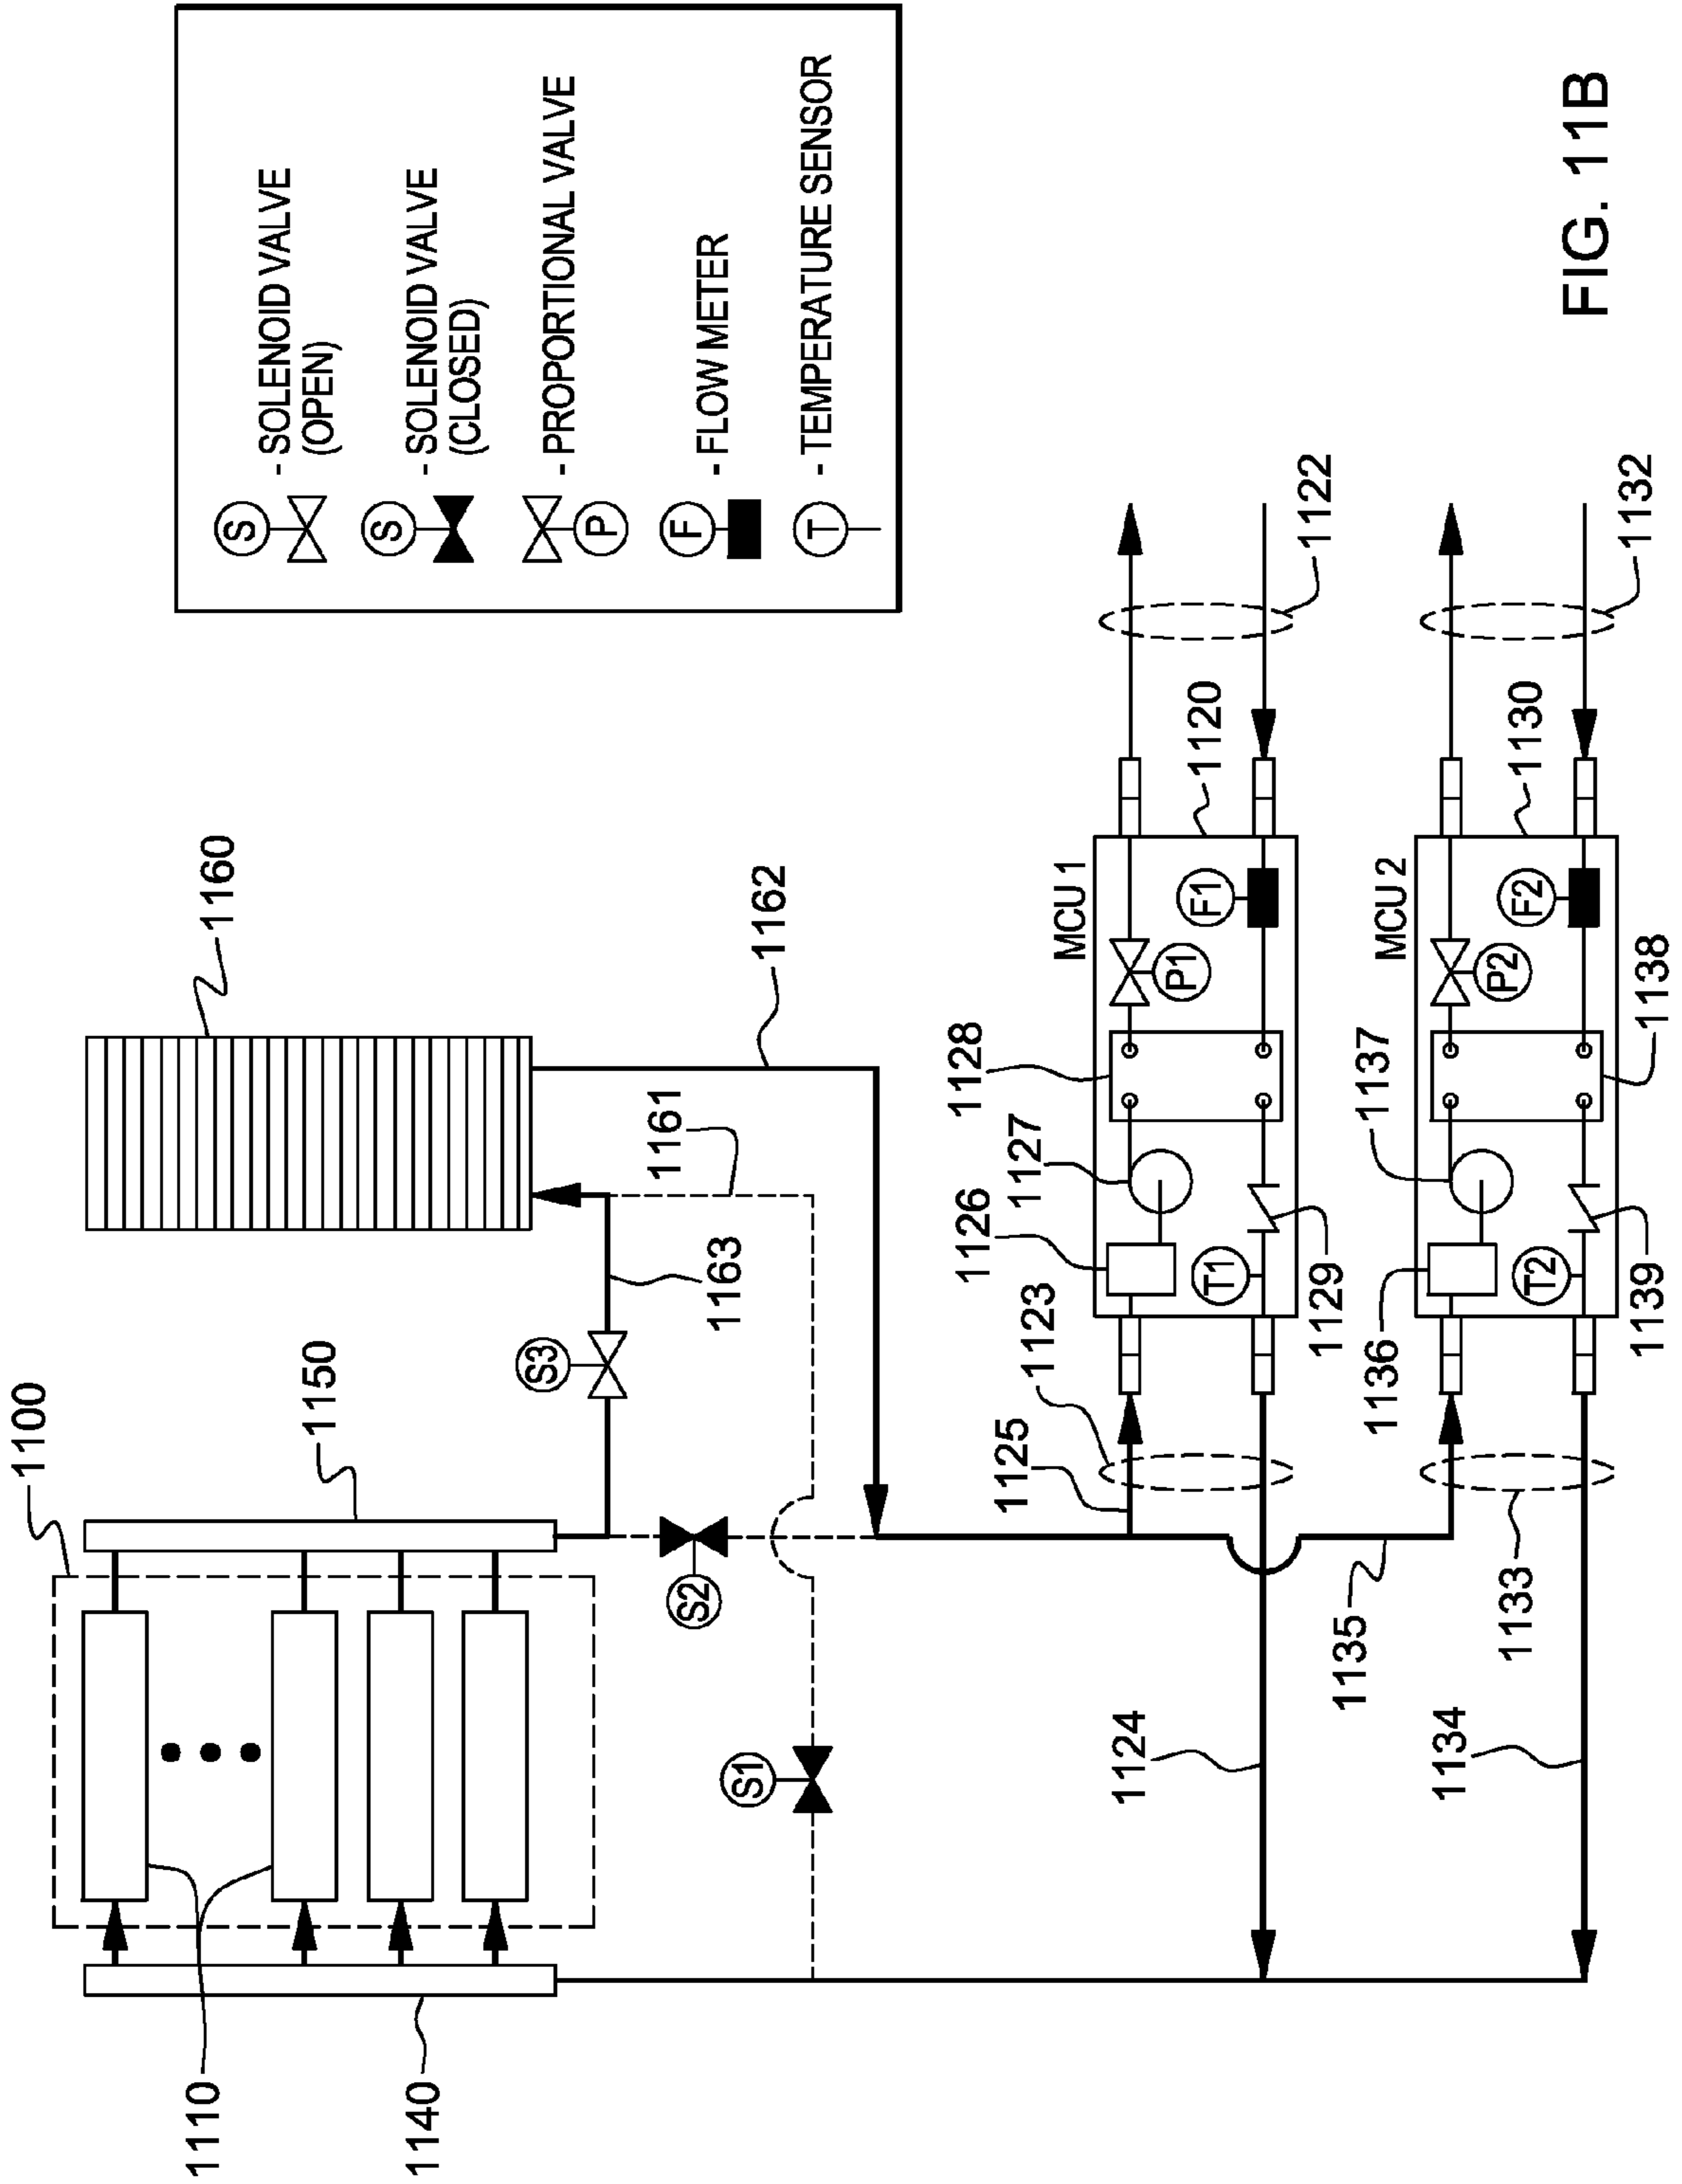 1100
1150
1110
1140
S3
S2
S1
1163
1161
1162
1160
S - SOLENOID VALVE
(OPEN)
S - SOLENOID VALVE
(CLOSED)
P - PROPORTIONAL VALVE
F - FLOW METER
T - TEMPERATURE SENSOR
MCU 1
1120
1122
1123
1124
1125
1126
1127
1128
1129
T1
P1
F1
MCU 2
1130
1132
1133
1134
1135
1136
1137
1138
1139
T2
P2
F2
FIG. 11B